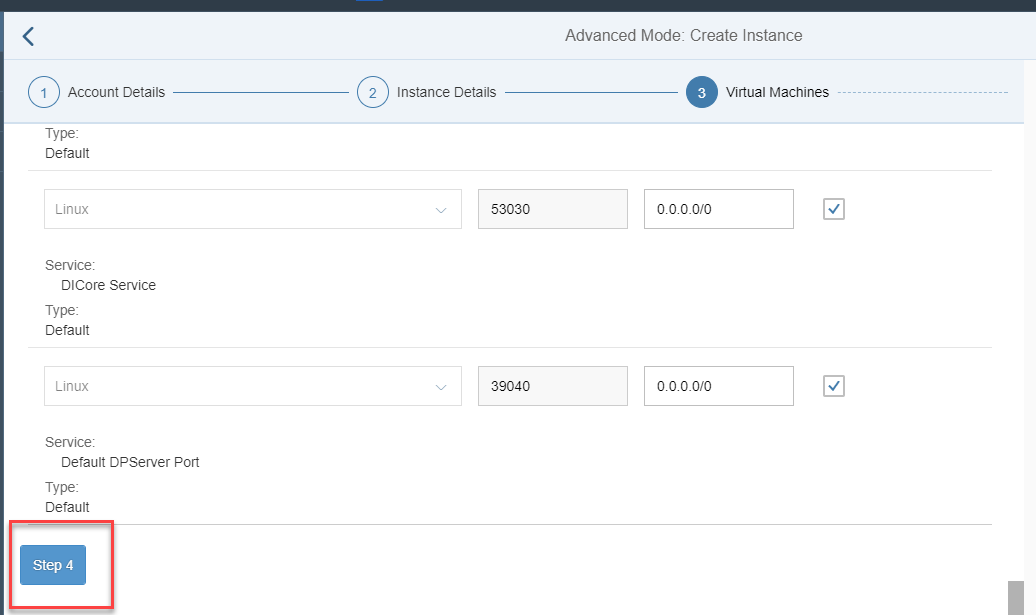 Advanced Mode: Create Instance
1 Account Details 2 Instance Details 3 Virtual Machines
Type:
Default
Linux 53030 0.0.0.0/0
Service:
DICore Service
Type:
Default
Linux 39040 0.0.0.0/0
Service:
Default DPServer Port
Type:
Default
Step 4